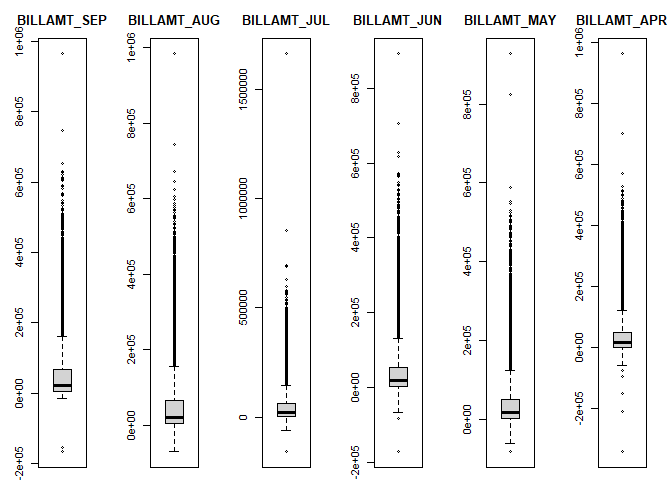 BILLAMT_SEP BILLAMT_AUG BILLAMT_JUL BILLAMT_JUN BILLAMT_MAY BILLAMT_APR
-2e+05 0e+00 2e+05 4e+05 6e+05 8e+05 1e+06
0e+00 2e+05 4e+05 6e+05 8e+05 1e+06
0 500000 1000000 1500000
-2e+05 0e+00 2e+05 4e+05 6e+05 8e+05
0e+00 2e+05 4e+05 6e+05 8e+05
-2e+05 0e+00 2e+05 4e+05 6e+05 8e+05 1e+06